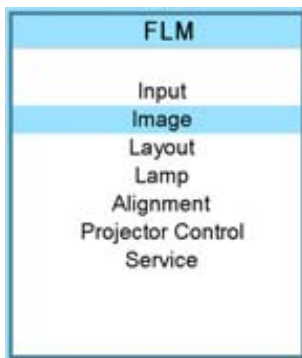 FLM
Input
Image
Layout
Lamp
Alignment
Projector Control
Service